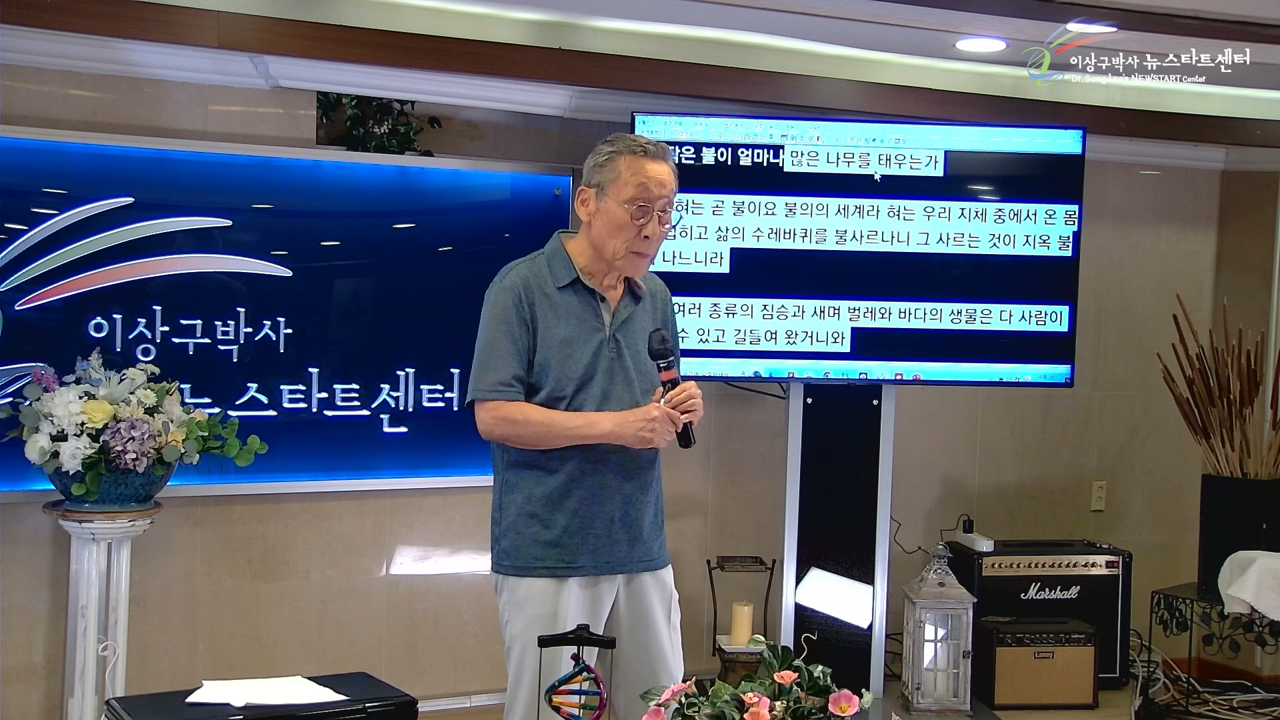 이상구박사 뉴스타트센터
Dr. Sang Lee's NEWSTART Center
작은 불이 얼마나 많은 나무를 태우는가
혀는 곧 불이요 불의의 세계라 혀는 우리 지체 중에서 온 몸
히고 삶의 수레바퀴를 불사르나니 그 사르는 것이 지옥 불
나느니라
여러 종류의 짐승과 새며 벌레와 바다의 생물은 다 사람이
수 있고 길들여 왔거니와
이상구박사
뉴스타트센터
Marshall
Laney